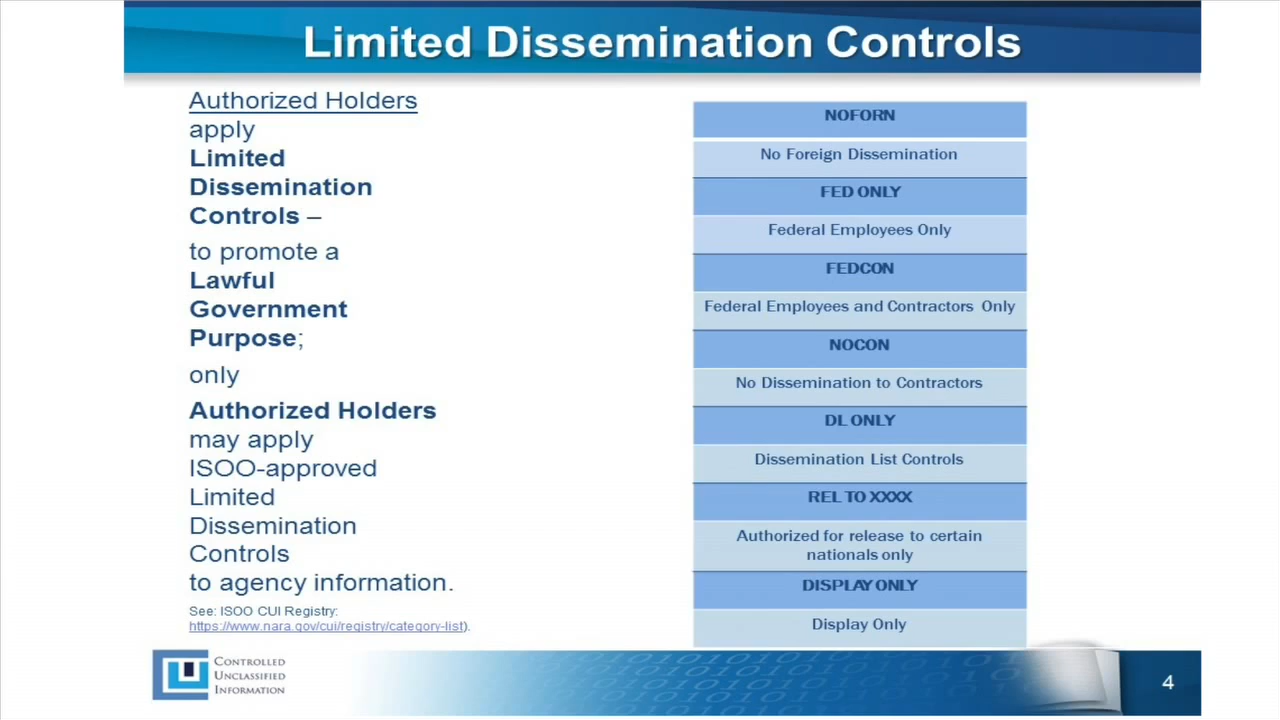 Limited Dissemination Controls
Authorized Holders
apply
Limited
Dissemination
Controls –
to promote a
Lawful
Government
Purpose;
only
Authorized Holders
may apply
ISOO-approved
Limited
Dissemination
Controls
to agency information.
See: ISOO CUI Registry:
https://www.nara.gov/cui/registry/category-list).
NOFORN
No Foreign Dissemination
FED ONLY
Federal Employees Only
FEDCON
Federal Employees and Contractors Only
NOCON
No Dissemination to Contractors
DL ONLY
Dissemination List Controls
REL TO XXXX
Authorized for release to certain
nationals only
DISPLAY ONLY
Display Only
CONTROLLED
UNCLASSIFIED
INFORMATION
4